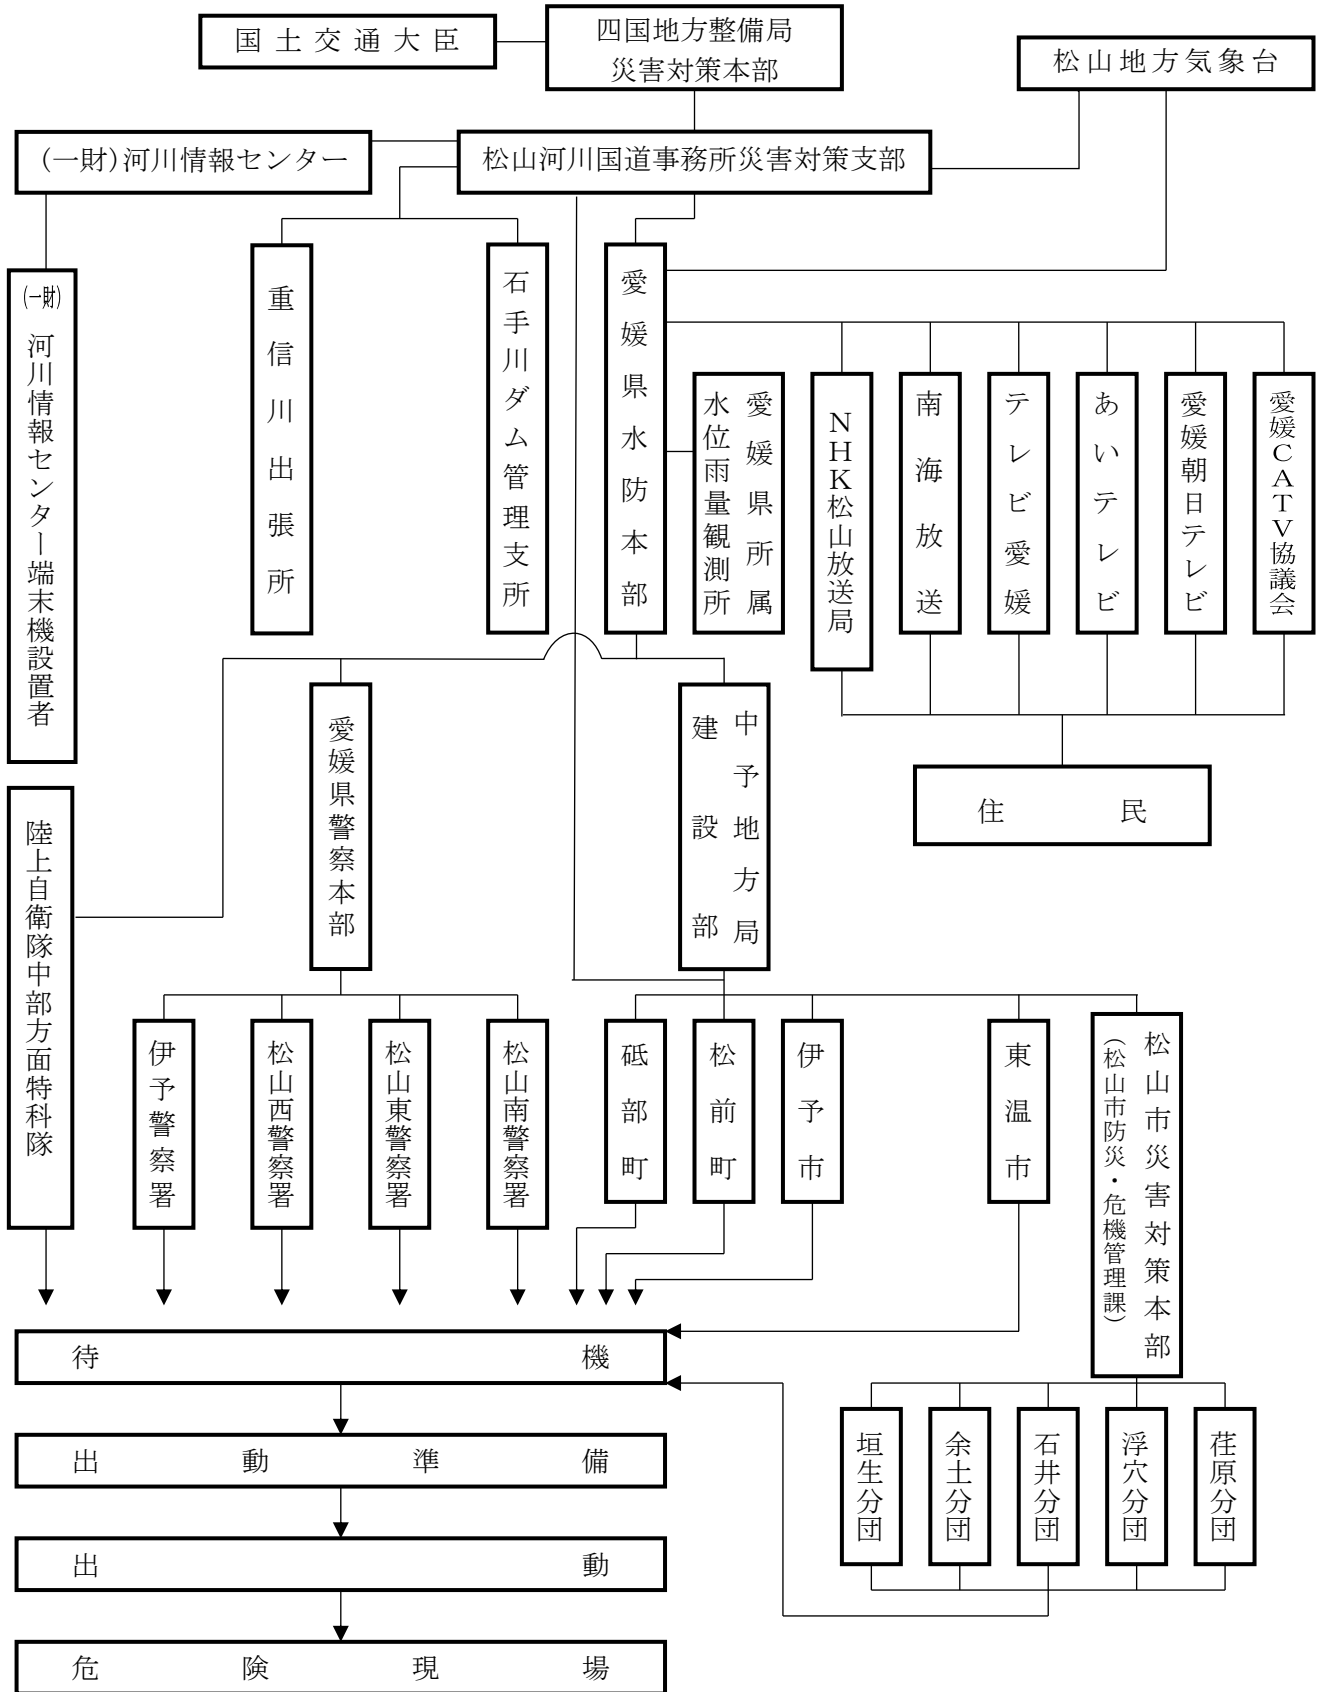 国土交通大臣
四国地方整備局
災害対策本部
松山地方気象台
(一財)河川情報センター
松山河川国道事務所災害対策支部
(一財)河川情報センター端末機設置者
重信川出張所
石手川ダム管理支所
愛媛県水防本部
愛媛県所属
水位雨量観測所
NHK松山放送局
南海放送
テレビ愛媛
あいテレビ
愛媛朝日テレビ
愛媛CATV協議会
住民
陸上自衛隊中部方面特科隊
愛媛県警察本部
中予地方局
建設部
伊予警察署
松山西警察署
松山東警察署
松山南警察署
砥部町
松前町
伊予市
東温市
松山市災害対策本部
(松山市防災・危機管理課)
待機
出動準備
出動
危険現場
垣生分団
余土分団
石井分団
浮穴分団
荏原分団